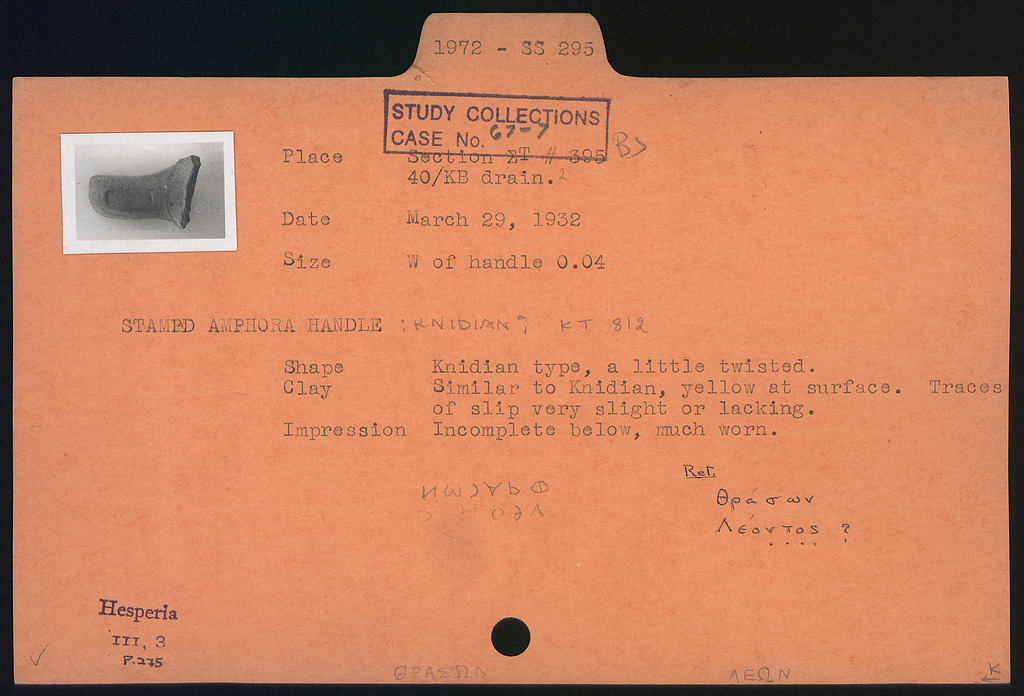 1972 - SS 295
STUDY COLLECTIONS
CASE No. 67-7
Place Section ΣΤ # 395
40/KB drain.
Date March 29, 1932
Size W of handle 0.04
STAMPD AMPHORA HANDLE ; KNIDIAN? KT 812
Shape Knidian type, a little twisted.
Clay Similar to Knidian, yellow at surface. Traces
of slip very slight or lacking.
Impression Incomplete below, much worn.
Ret.
Θράσων
Λέοντος ?
Hesperia
III, 3
P.275
ΘΡΑΣΩΝ ΛΕΩΝ K